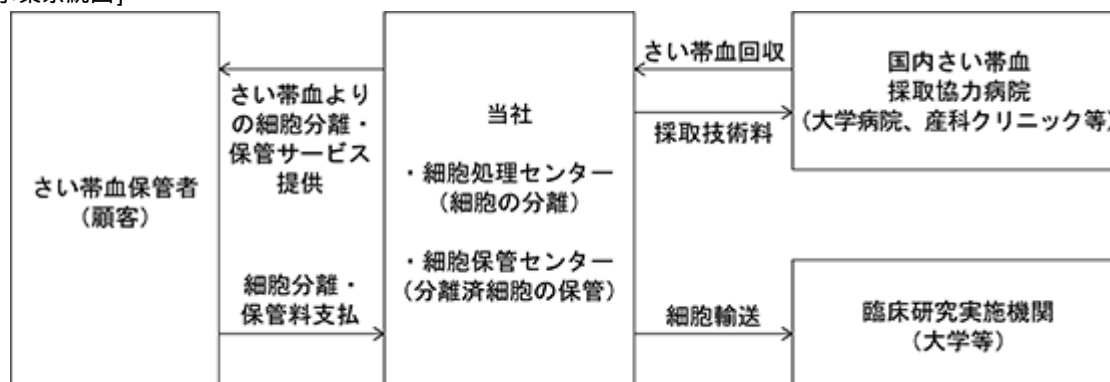 さい帯血保管者
(顧客)
さい帯血より
の細胞分離・
保管サービス
提供
細胞分離・
保管料支払
当社
・細胞処理センター
(細胞の分離)
・細胞保管センター
(分離済細胞の保管)
さい帯血回収
採取技術料
細胞輸送
国内さい帯血
採取協力病院
(大学病院、産科クリニック等)
臨床研究実施機関
(大学等)